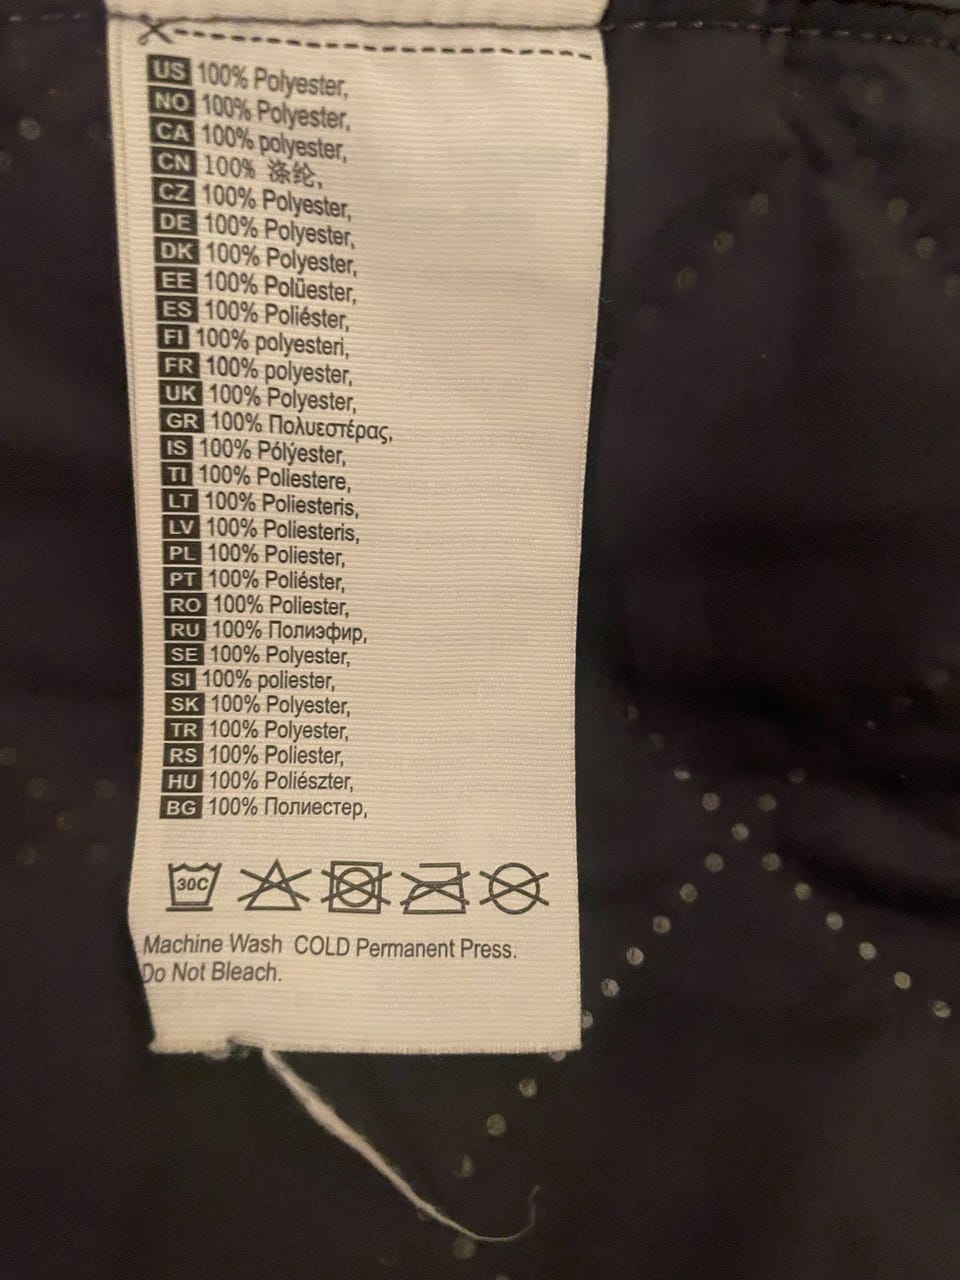 US 100% Polyester,
NO 100% Polyester,
CA 100% polyester,
CN 100% 涤纶,
CZ 100% Polyester,
DE 100% Polyester,
DK 100% Polyester,
EE 100% Polüester,
ES 100% Poliéster,
FI 100% polyesteri,
FR 100% polyester,
UK 100% Polyester,
GR 100% Πολυεστέρας,
IS 100% Pólýester,
TI 100% Poliestere,
LT 100% Poliesteris,
LV 100% Poliesteris,
PL 100% Poliester,
PT 100% Poliéster,
RO 100% Poliester,
RU 100% Полиэфир,
SE 100% Polyester,
SI 100% poliester,
SK 100% Polyester,
TR 100% Polyester,
RS 100% Poliester,
HU 100% Poliészter,
BG 100% Полиестер,
30C
Machine Wash COLD Permanent Press.
Do Not Bleach.